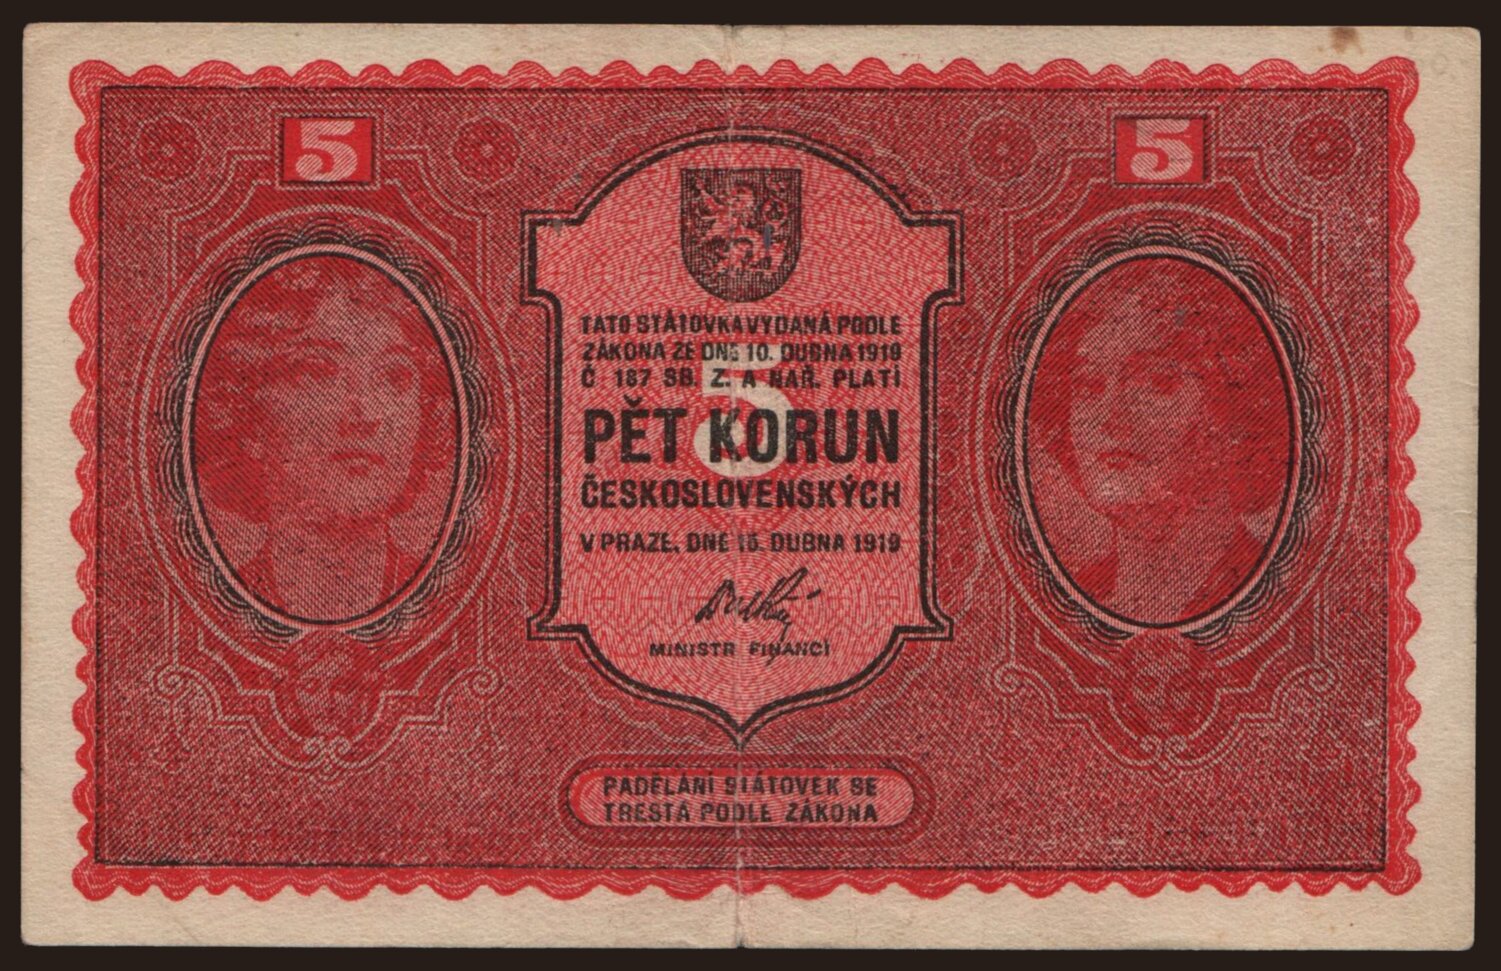 5 5
TATO STÁTOVKA VYDANÁ PODLE
ZÁKONA ZE DNE 10. DUBNA 1919
Č 187 SB. Z. A NAŘ. PLATÍ
5
PĚT KORUN
ČESKOSLOVENSKÝCH
V PRAZE, DNE 15. DUBNA 1919
MINISTR FINANCÍ
PADĚLÁNÍ STÁTOVEK SE
TRESTÁ PODLE ZÁKONA